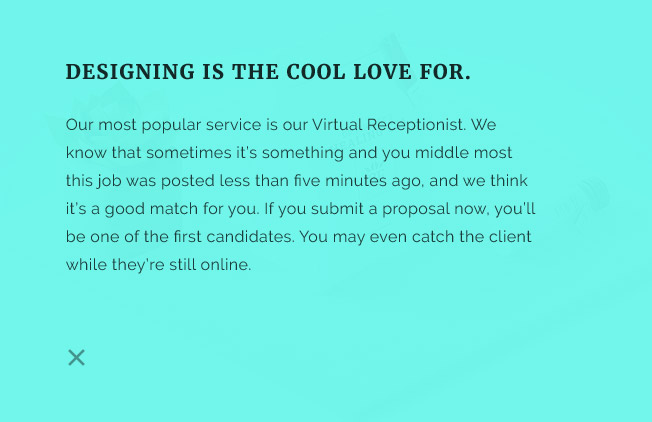 DESIGNING IS THE COOL LOVE FOR.
Our most popular service is our Virtual Receptionist. We
know that sometimes it's something and you middle most
this job was posted less than five minutes ago, and we think
it's a good match for you. If you submit a proposal now, you'll
be one of the first candidates. You may even catch the client
while they're still online.